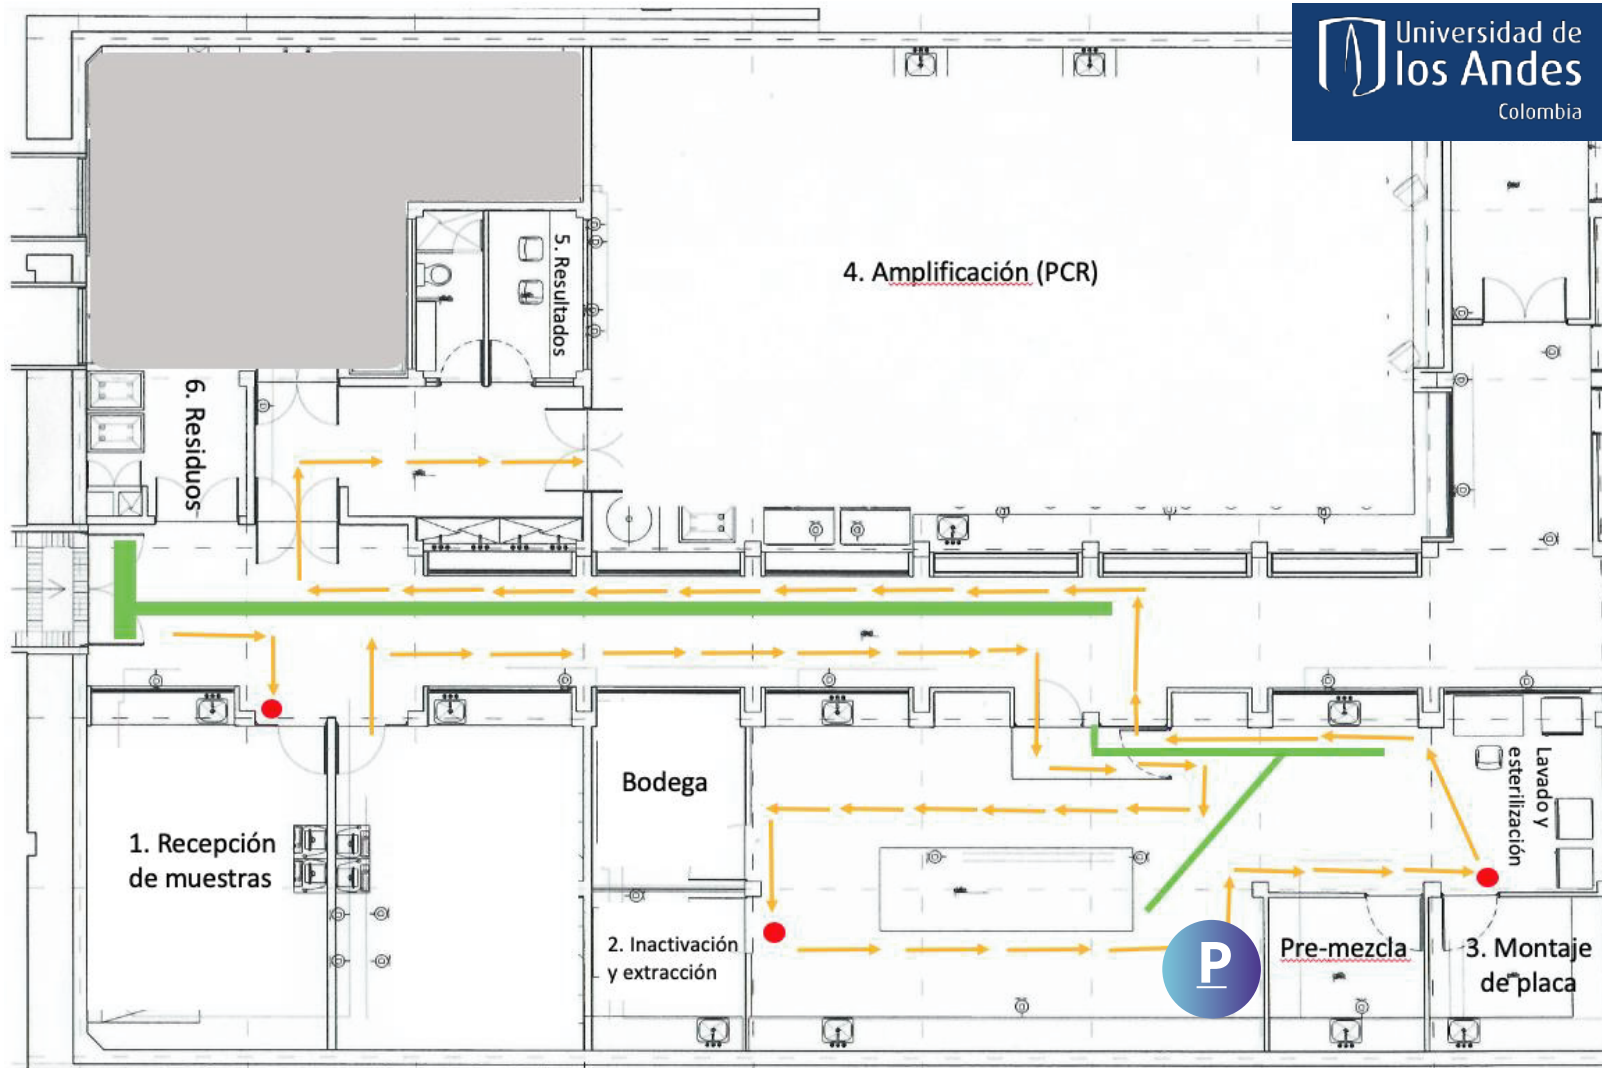 Universidad de
los Andes
Colombia
5. Resultados
4. Amplificación (PCR)
6. Residuos
Bodega
Lavado y
esterilización
1. Recepción
de muestras
2. Inactivación
y extracción
P
Pre-mezcla
3. Montaje
de placa